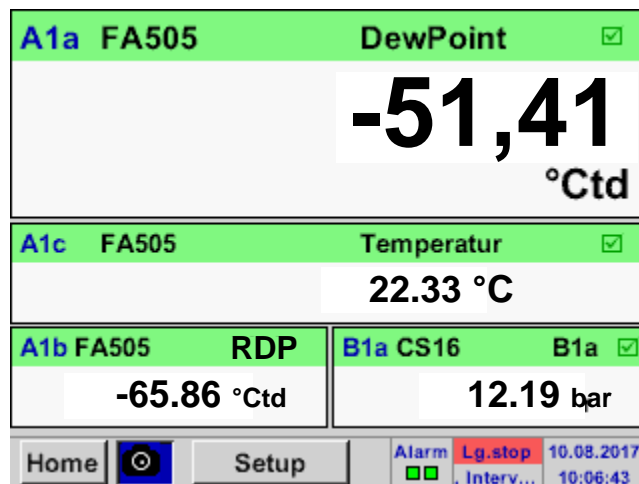 A1a FA505 DewPoint
-51,41
°Ctd
A1c FA505 Temperatur
22.33 °C
A1b FA505 RDP B1a CS16 B1a
-65.86 °Ctd 12.19 bar
Home Setup Alarm Lg.stop 10.08.2017
. Interv... 10:06:43